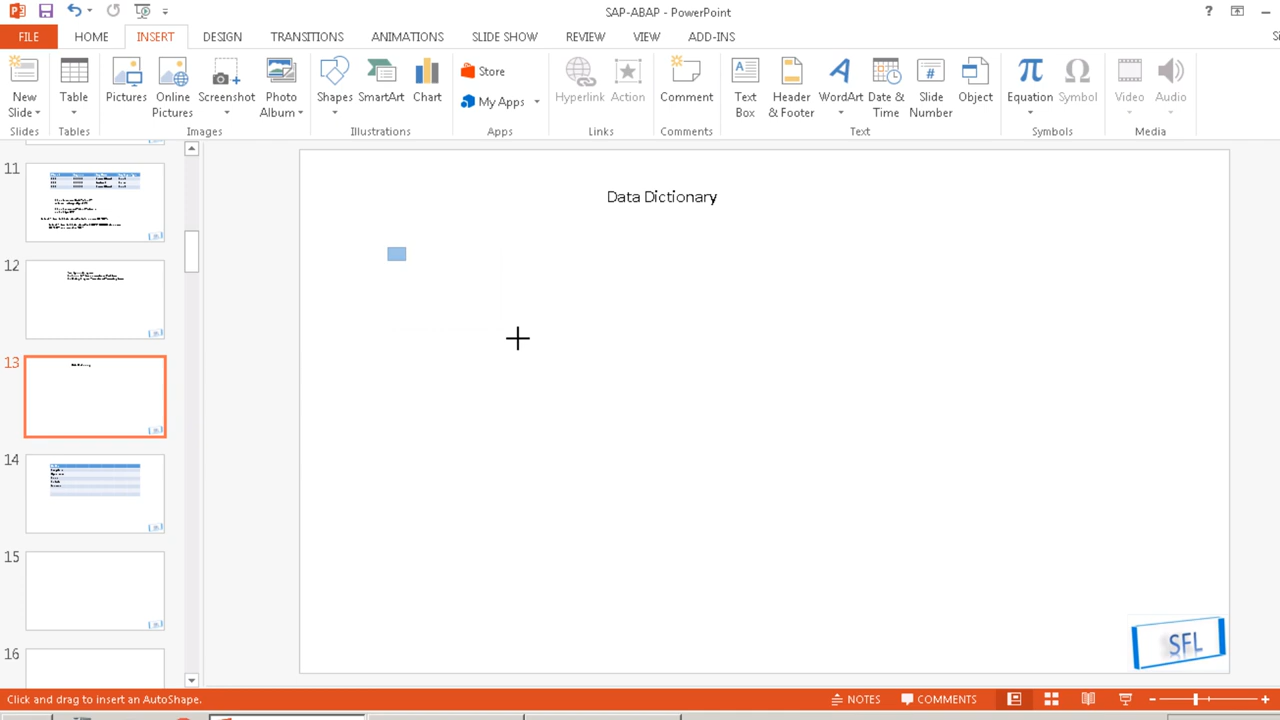 SAP-ABAP - PowerPoint
?
FILE HOME INSERT DESIGN TRANSITIONS ANIMATIONS SLIDE SHOW REVIEW VIEW ADD-INS Si
New Slide
Table
Pictures
Online Pictures
Screenshot
Photo Album
Shapes
SmartArt
Chart
Store
My Apps
Hyperlink
Action
Comment
Text Box
Header & Footer
WordArt
Date & Time
Slide Number
Object
Equation
Symbol
Video
Audio
Slides Tables Images Illustrations Apps Links Comments Text Symbols Media
11
12
13
14
15
16
Data Dictionary
SFL
Click and drag to insert an AutoShape.
NOTES COMMENTS